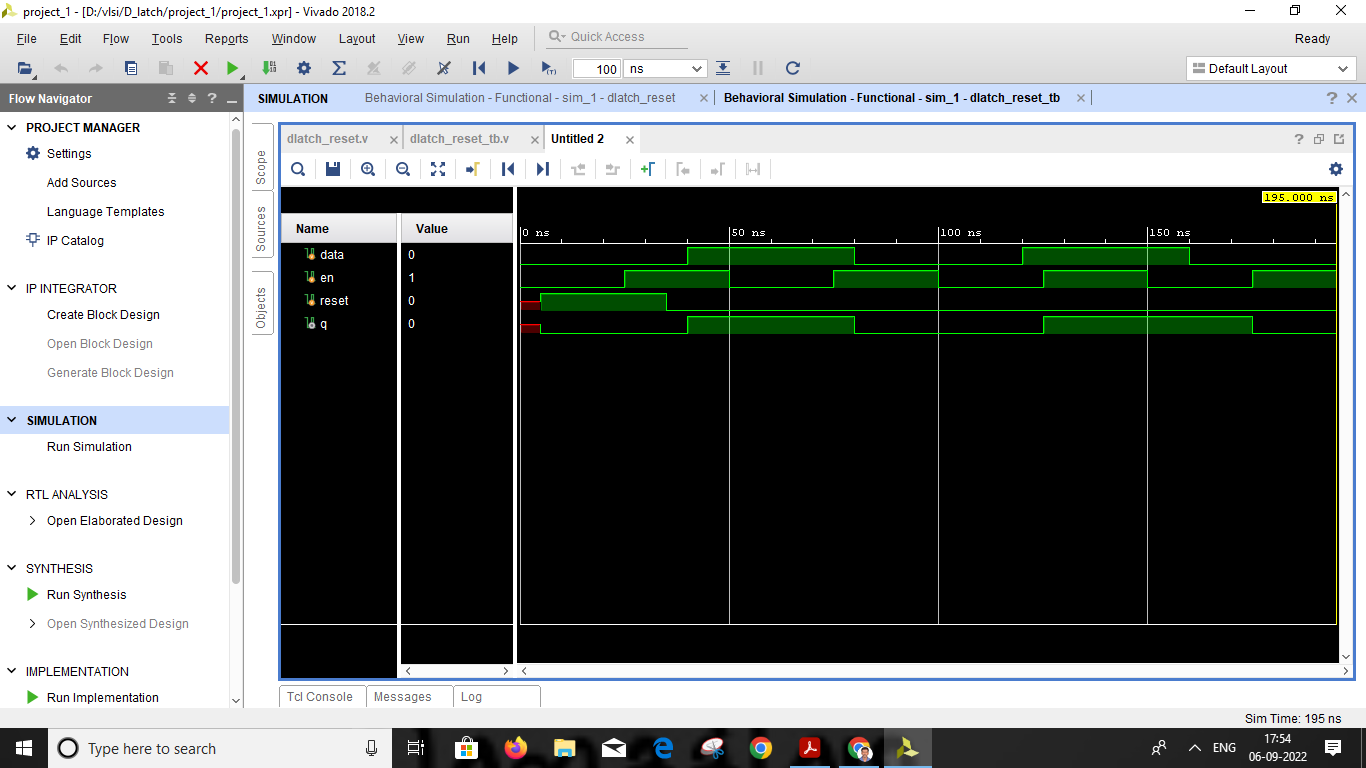 project_1 - [D:/vlsi/D_latch/project_1/project_1.xpr] - Vivado 2018.2
File Edit Flow Tools Reports Window Layout View Run Help Quick Access Ready
100 ns Default Layout
Flow Navigator ?
SIMULATION Behavioral Simulation - Functional - sim_1 - dlatch_reset Behavioral Simulation - Functional - sim_1 - dlatch_reset_tb ?
PROJECT MANAGER
Settings
Add Sources
Language Templates
IP Catalog
IP INTEGRATOR
Create Block Design
Open Block Design
Generate Block Design
SIMULATION
Run Simulation
RTL ANALYSIS
Open Elaborated Design
SYNTHESIS
Run Synthesis
Open Synthesized Design
IMPLEMENTATION
Run Implementation
Scope
Sources
Objects
dlatch_reset.v dlatch_reset_tb.v Untitled 2 ?
195.000 ns
Name Value 0 ns 50 ns 100 ns 150 ns
data 0
en 1
reset 0
q 0
Tcl Console Messages Log
Sim Time: 195 ns
Type here to search
ENG 17:54
06-09-2022